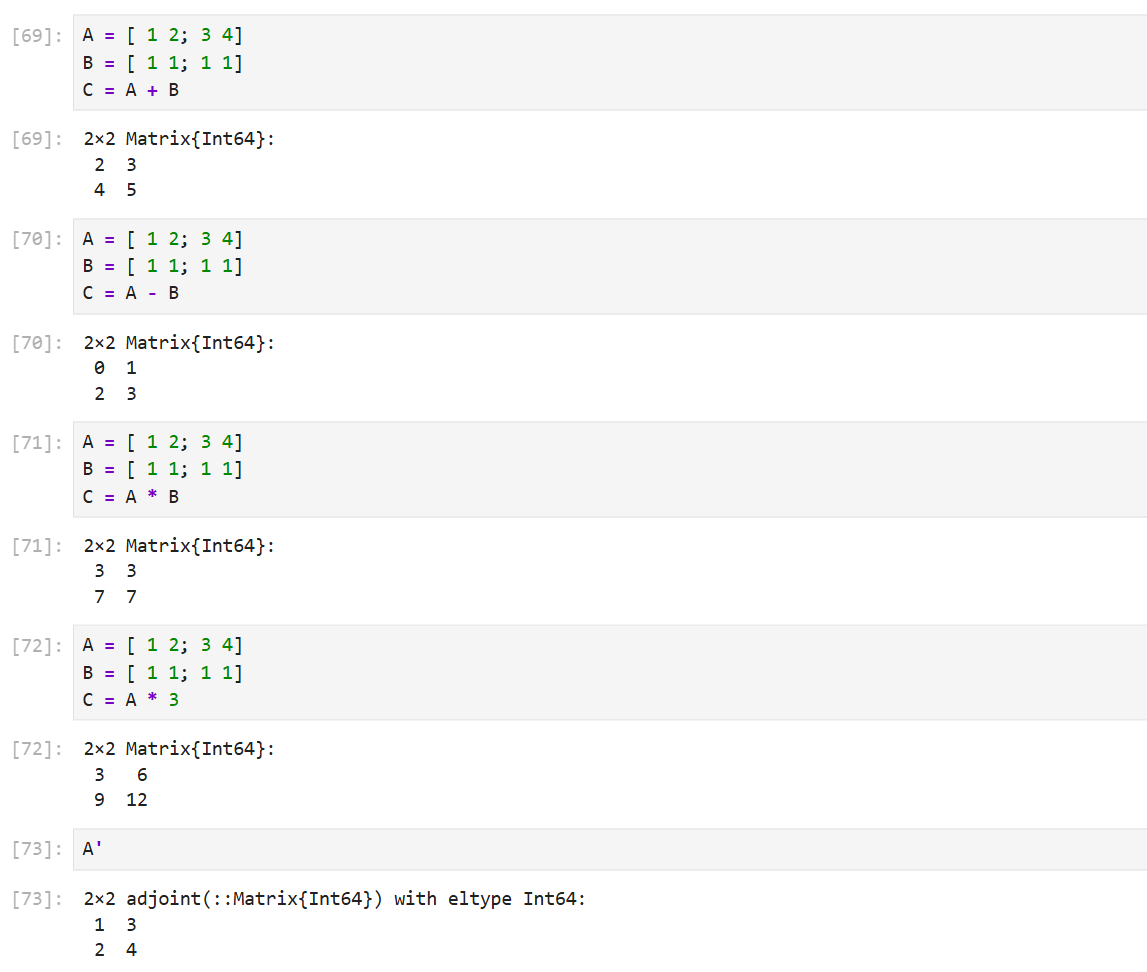 [69]: A = [ 1 2; 3 4]
B = [ 1 1; 1 1]
C = A + B
[69]: 2×2 Matrix{Int64}:
2 3
4 5
[70]: A = [ 1 2; 3 4]
B = [ 1 1; 1 1]
C = A - B
[70]: 2×2 Matrix{Int64}:
0 1
2 3
[71]: A = [ 1 2; 3 4]
B = [ 1 1; 1 1]
C = A * B
[71]: 2×2 Matrix{Int64}:
3 3
7 7
[72]: A = [ 1 2; 3 4]
B = [ 1 1; 1 1]
C = A * 3
[72]: 2×2 Matrix{Int64}:
3 6
9 12
[73]: A'
[73]: 2×2 adjoint(::Matrix{Int64}) with eltype Int64:
1 3
2 4